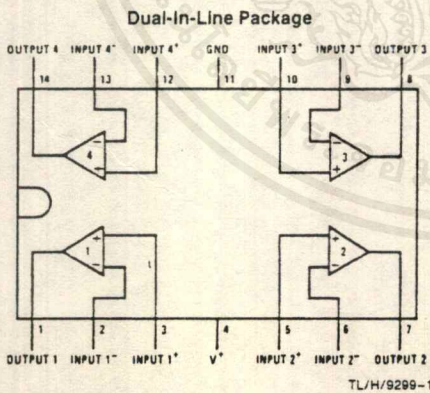 Dual-In-Line Package
OUTPUT 4 INPUT 4⁻ INPUT 4⁺ GND INPUT 3⁺ INPUT 3⁻ OUTPUT 3
14 13 12 11 10 9 8
- -
4 3
+ +
+ +
1 2
- -
1 2 3 4 5 6 7
OUTPUT 1 INPUT 1⁻ INPUT 1⁺ V⁺ INPUT 2⁺ INPUT 2⁻ OUTPUT 2
TL/H/9299-1